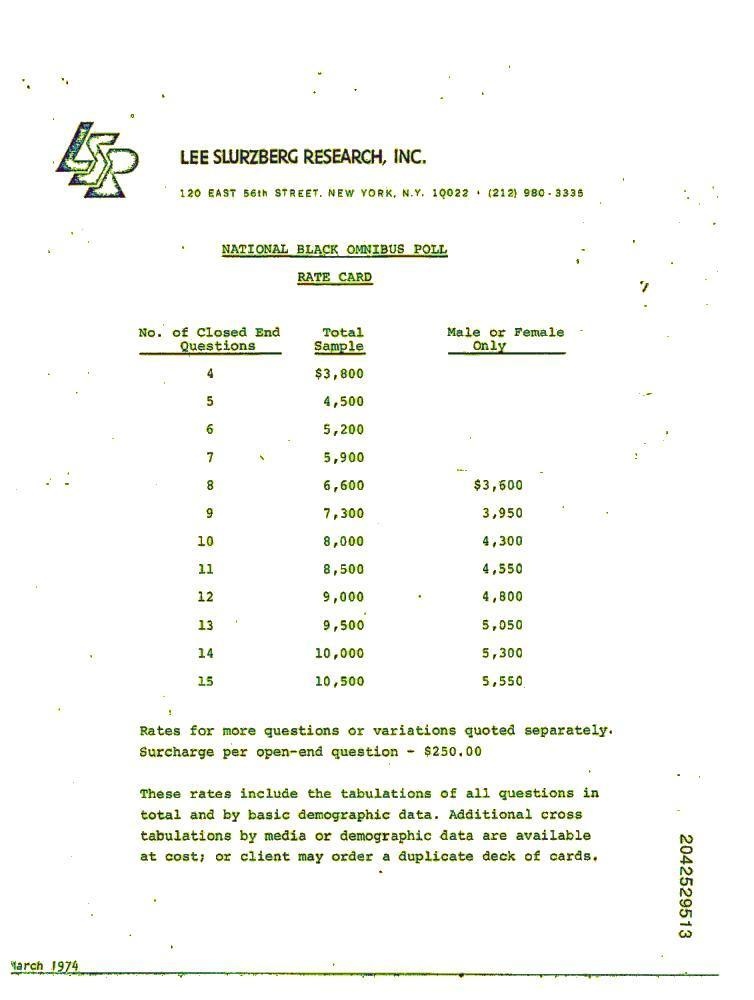 LSR
LEE SLURZBERG RESEARCH, INC.
120 EAST 56th STREET. NEW YORK, N.Y. 10022 • (212) 980-3335
NATIONAL BLACK OMNIBUS POLL
RATE CARD
No. of Closed End Questions Total Sample Male or Female Only
4 $3,800
5 4,500
6 5,200
7 5,900
8 6,600 $3,600
9 7,300 3,950
10 8,000 4,300
11 8,500 4,550
12 9,000 4,800
13 9,500 5,050
14 10,000 5,300
15 10,500 5,550
Rates for more questions or variations quoted separately.
Surcharge per open-end question - $250.00
These rates include the tabulations of all questions in
total and by basic demographic data. Additional cross
tabulations by media or demographic data are available
at cost; or client may order a duplicate deck of cards.
2042529513
March 1974